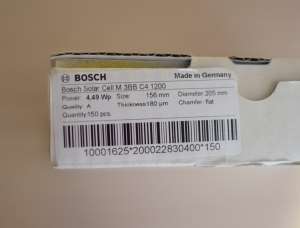 BOSCH Made in Germany
Bosch Solar Cell M 3BB C4 1200
Power: 4,49 Wp Size: 156 mm Diameter: 205 mm
Quality: A Thickness: 180 µm Chamfer: flat
Quantity: 150 pcs.
10001625*200022830400*150